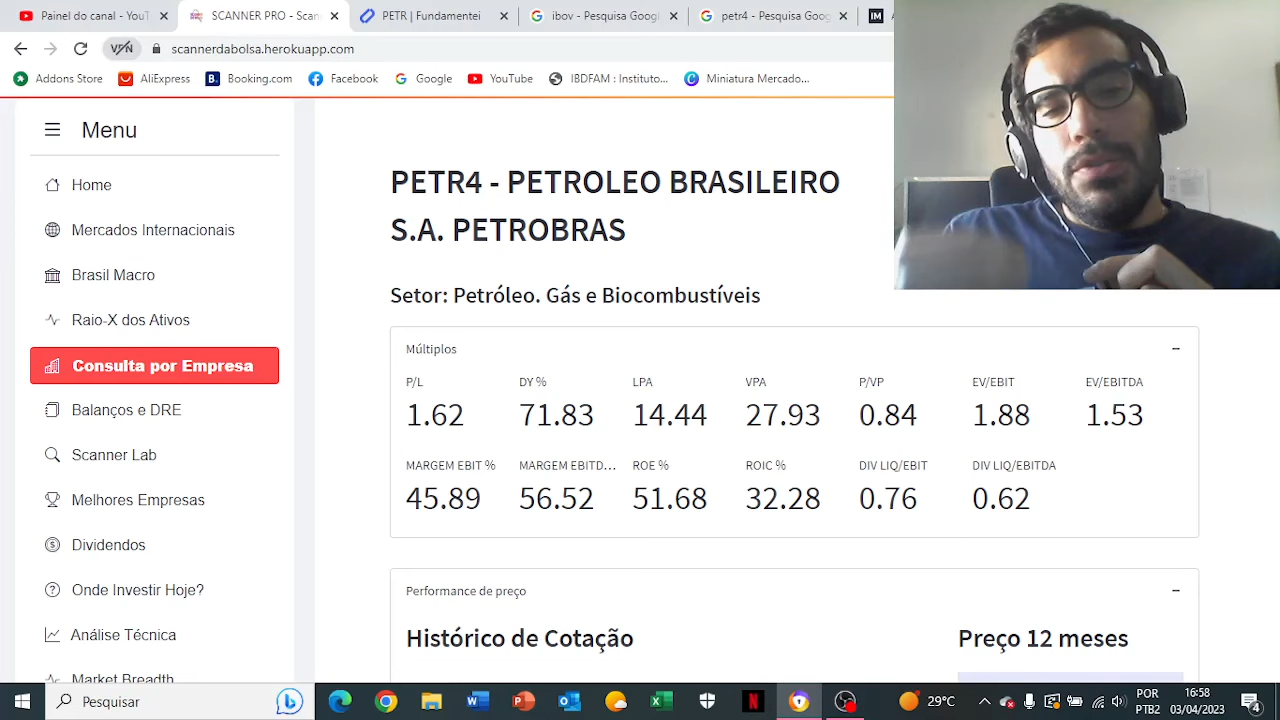 Painel do canal - YouT
SCANNER PRO - Scan
PETR | Fundamentei
ibov - Pesquisa Googl
petr4 - Pesquisa Goog
IM
VPN
scannerdabolsa.herokuapp.com
Addons Store
AliExpress
B.
Booking.com
Facebook
Google
YouTube
IBDFAM : Instituto...
Miniatura Mercado...
Menu
Home
Mercados Internacionais
Brasil Macro
Raio-X dos Ativos
Consulta por Empresa
Balanços e DRE
Scanner Lab
Melhores Empresas
Dividendos
Onde Investir Hoje?
Análise Técnica
Market Breadth
PETR4 - PETROLEO BRASILEIRO
S.A. PETROBRAS
Setor: Petróleo. Gás e Biocombustíveis
Múltiplos
P/L DY % LPA VPA P/VP EV/EBIT EV/EBITDA
1.62 71.83 14.44 27.93 0.84 1.88 1.53
MARGEM EBIT % MARGEM EBITD... ROE % ROIC % DIV LIQ/EBIT DIV LIQ/EBITDA
45.89 56.52 51.68 32.28 0.76 0.62
Performance de preço
Histórico de Cotação
Preço 12 meses
Pesquisar
29°C
POR
PTB2
16:58
03/04/2023
4